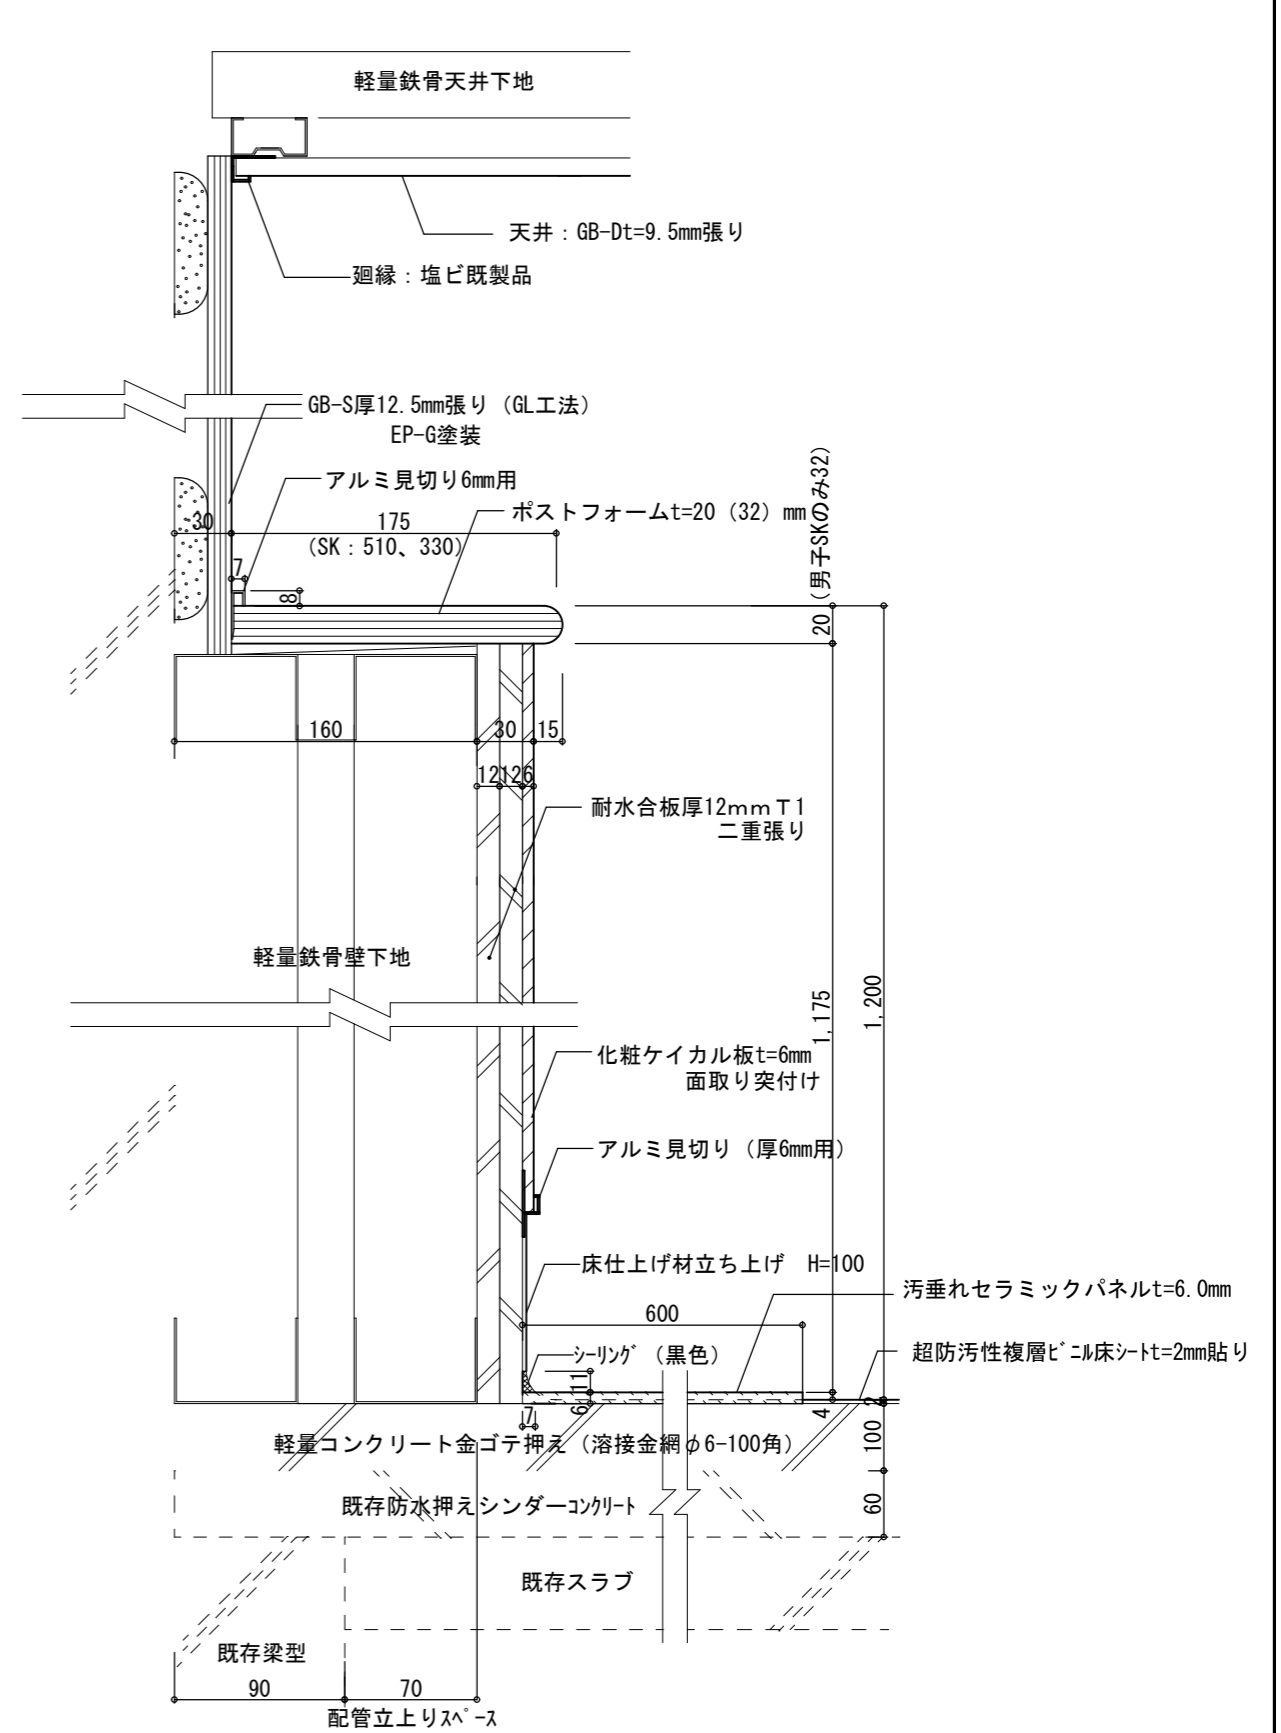 軽量鉄骨天井下地
天井：GB-Dt=9.5mm張り
廻縁：塩ビ既製品
GB-S厚12.5mm張り（GL工法）
EP-G塗装
アルミ見切り6mm用
ポストフォームt=20（32）mm
30
175
（SK：510、330）
7
8
20（男子SKのみ32）
160
30
15
12
12
6
耐水合板厚12mmT1
二重張り
軽量鉄骨壁下地
1,175
1,200
化粧ケイカル板t=6mm
面取り突付け
アルミ見切り（厚6mm用）
床仕上げ材立ち上げ　H=100
汚垂れセラミックパネルt=6.0mm
600
超防汚性複層ﾋﾞﾆﾙ床ｼｰﾄt=2mm貼り
ｼｰﾘﾝｸﾞ（黒色）
11
6
7
4
2
100
軽量コンクリート金ゴテ押え（溶接金網φ6-100角）
既存防水押えシンダーｺﾝｸﾘｰﾄ
60
既存スラブ
既存梁型
90
70
配管立上りｽﾍﾟｰｽ